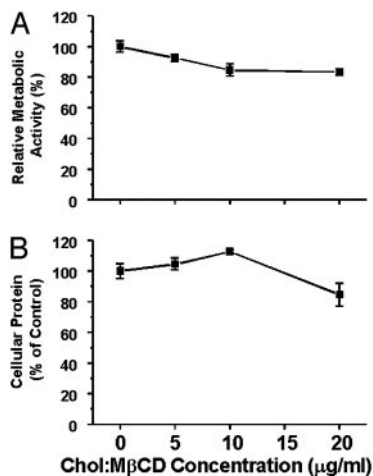 A
120
100
80
60
40
20
0
Relative Metabolic
Activity (%)
B
120
100
80
60
40
20
0
Cellular Protein
(% of Control)
0 5 10 15 20
Chol:MβCD Concentration (μg/ml)